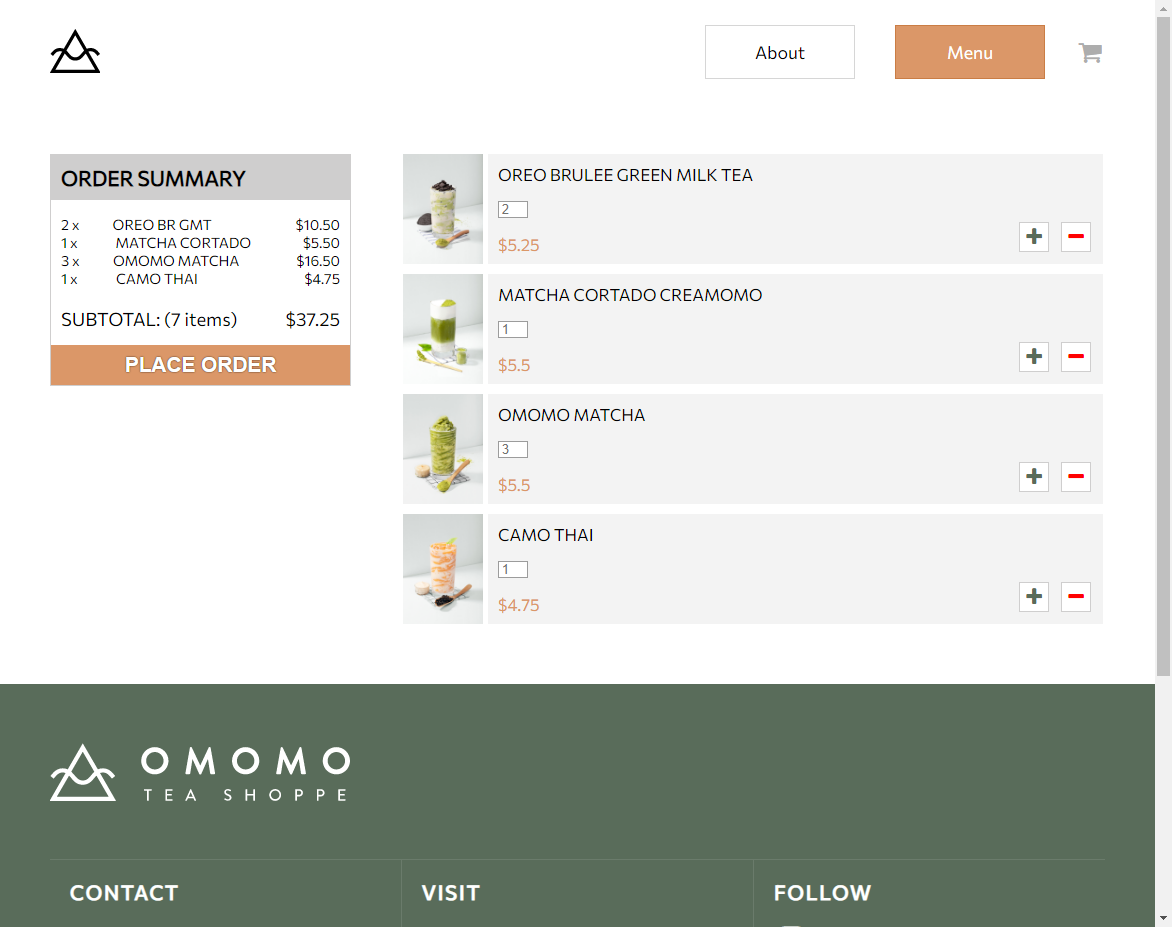 About
Menu
ORDER SUMMARY
2 x OREO BR GMT $10.50
1 x MATCHA CORTADO $5.50
3 x OMOMO MATCHA $16.50
1 x CAMO THAI $4.75
SUBTOTAL: (7 items) $37.25
PLACE ORDER
OREO BRULEE GREEN MILK TEA
2
$5.25
MATCHA CORTADO CREAMOMO
1
$5.5
OMOMO MATCHA
3
$5.5
CAMO THAI
1
$4.75
OMOMO
TEA SHOPPE
CONTACT
VISIT
FOLLOW